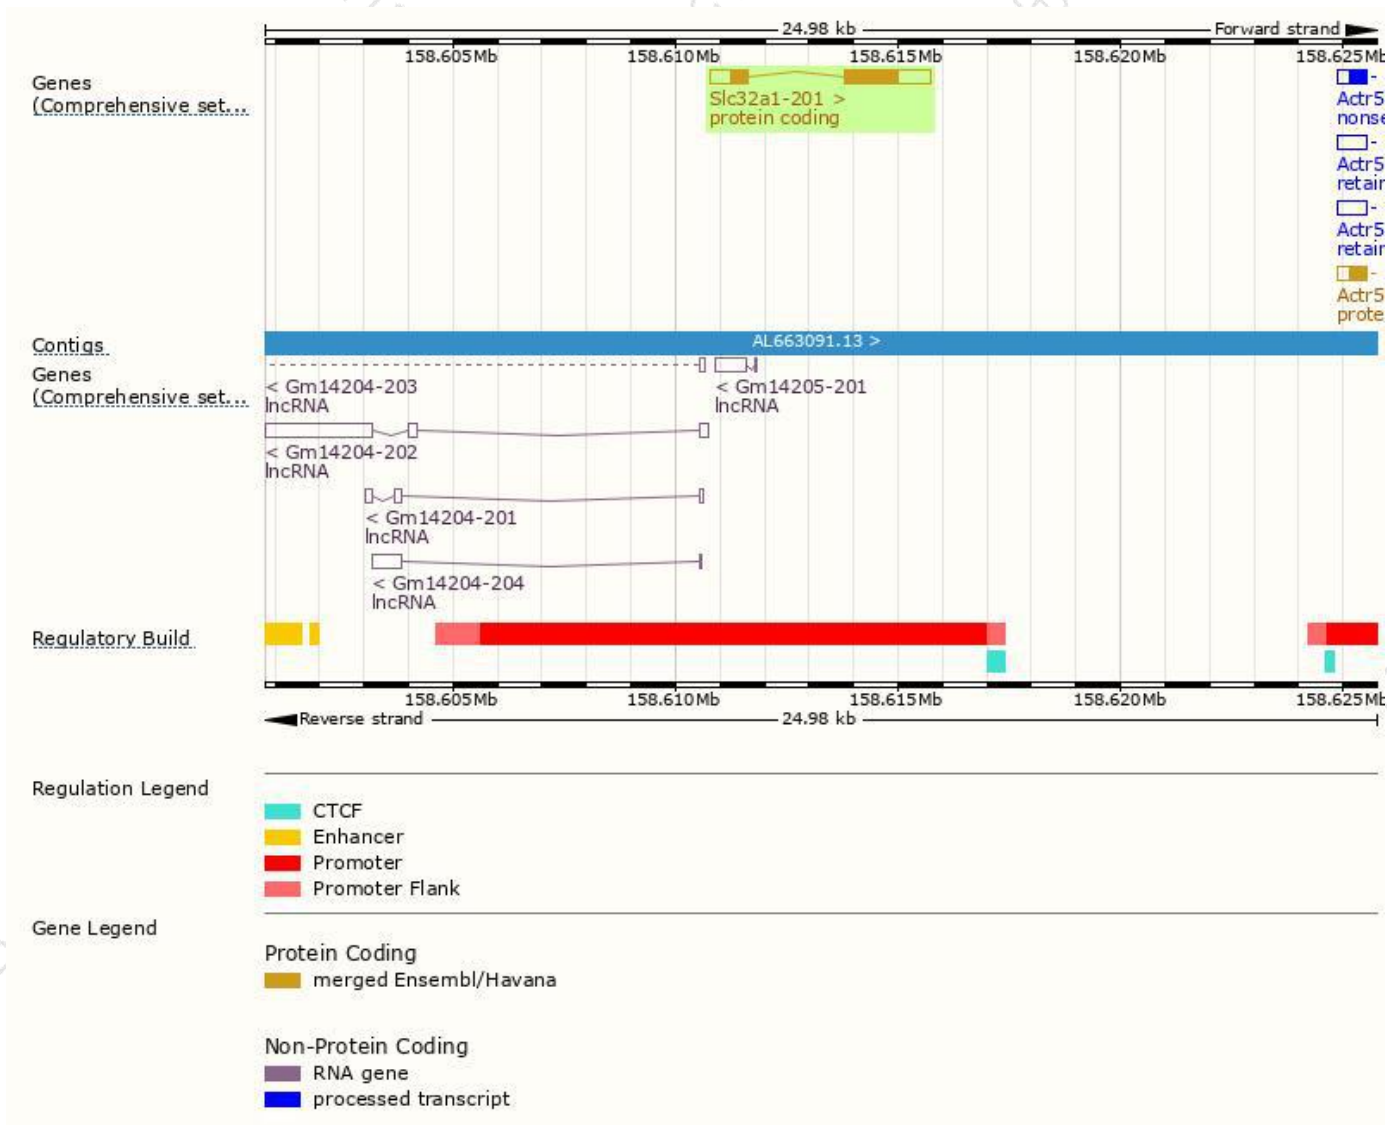 24.98 kb
Forward strand
158.605Mb 158.610Mb 158.615Mb 158.620Mb 158.625Mb
Genes
(Comprehensive set...
Slc32a1-201 >
protein coding
Actr5
nonse
Actr5
retair
Actr5
retair
Actr5
prote
Contigs
AL663091.13 >
Genes
(Comprehensive set...
< Gm14204-203
lncRNA
< Gm14205-201
lncRNA
< Gm14204-202
lncRNA
< Gm14204-201
lncRNA
< Gm14204-204
lncRNA
Regulatory Build
158.605Mb 158.610Mb 158.615Mb 158.620Mb 158.625Mb
Reverse strand
24.98 kb
Regulation Legend
CTCF
Enhancer
Promoter
Promoter Flank
Gene Legend
Protein Coding
merged Ensembl/Havana
Non-Protein Coding
RNA gene
processed transcript